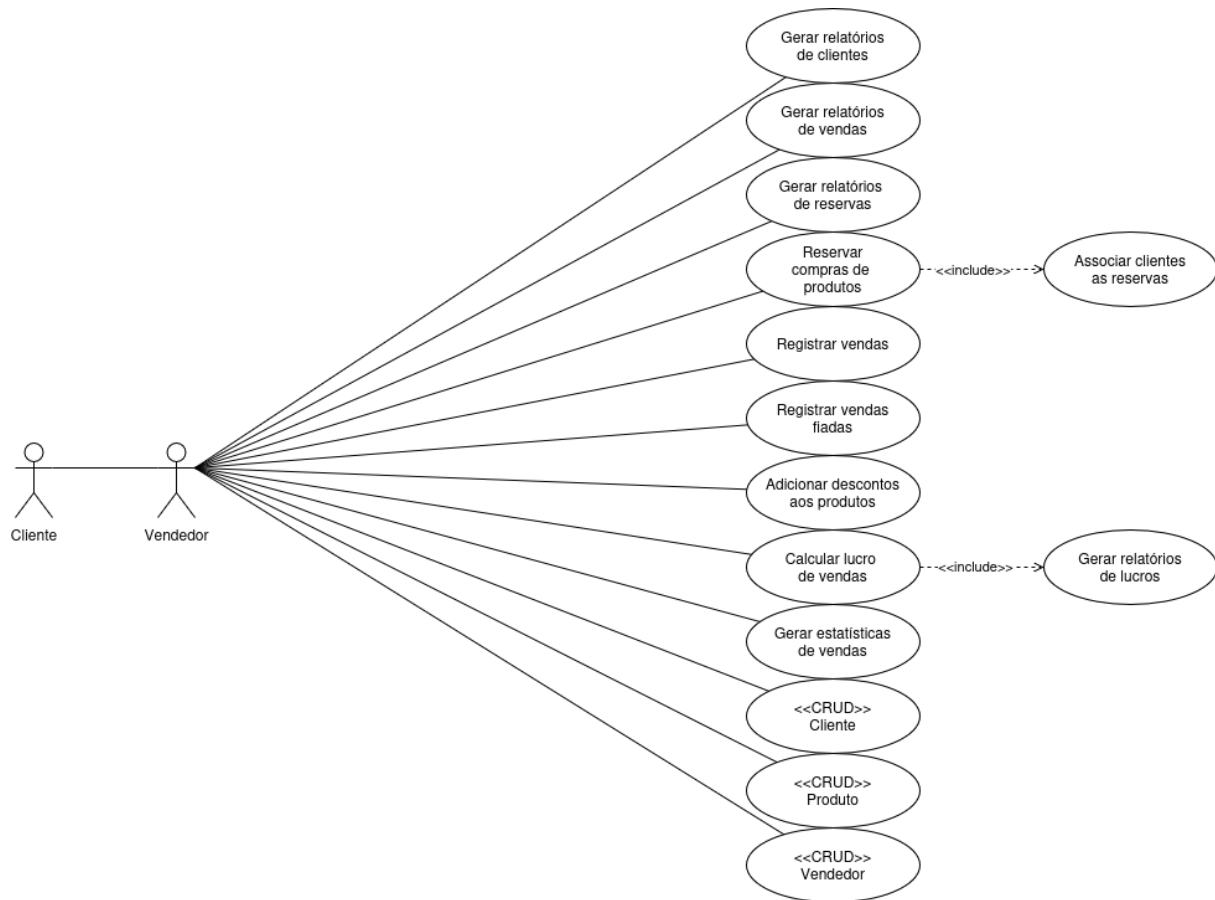 Gerar relatórios
de clientes
Gerar relatórios
de vendas
Gerar relatórios
de reservas
Reservar
compras de
produtos
<<include>>
Associar clientes
as reservas
Registrar vendas
Registrar vendas
fiadas
Cliente
Vendedor
Adicionar descontos
aos produtos
Calcular lucro
de vendas
<<include>>
Gerar relatórios
de lucros
Gerar estatísticas
de vendas
<<CRUD>>
Cliente
<<CRUD>>
Produto
<<CRUD>>
Vendedor